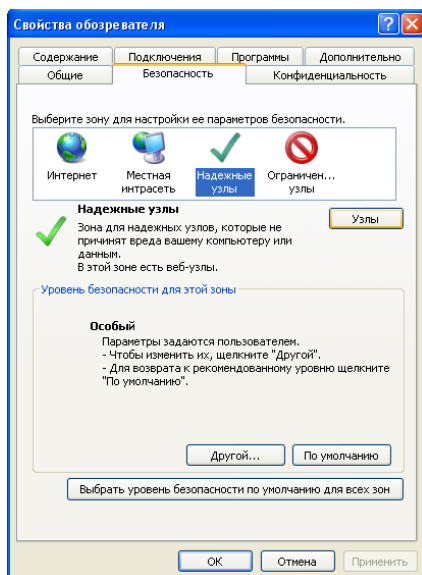 Свойства обозревателя
Содержание Подключения Программы Дополнительно
Общие Безопасность Конфиденциальность
Выберите зону для настройки ее параметров безопасности.
Интернет Местная интрасеть Надежные узлы Ограничен... узлы
Надежные узлы
Узлы
Зона для надежных узлов, которые не
причинят вреда вашему компьютеру или
данным.
В этой зоне есть веб-узлы.
Уровень безопасности для этой зоны
Особый
Параметры задаются пользователем.
- Чтобы изменить их, щелкните "Другой".
- Для возврата к рекомендованному уровню щелкните
"По умолчанию".
Другой... По умолчанию
Выбрать уровень безопасности по умолчанию для всех зон
ОК Отмена Применить